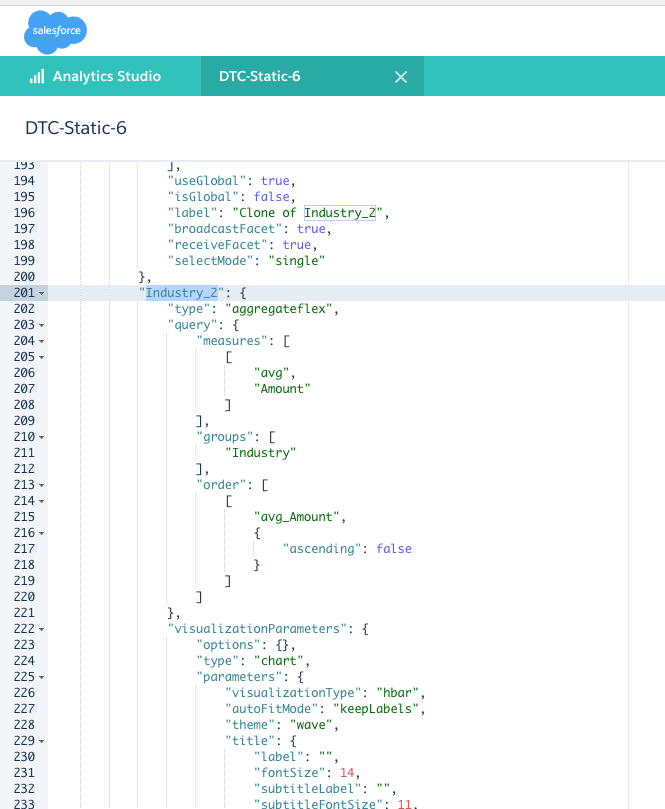 salesforce
Analytics Studio
DTC-Static-6
DTC-Static-6
193 ],
194 "useGlobal": true,
195 "isGlobal": false,
196 "label": "Clone of Industry_Z",
197 "broadcastFacet": true,
198 "receiveFacet": true,
199 "selectMode": "single"
200 },
201 "Industry_Z": {
202 "type": "aggregateflex",
203 "query": {
204 "measures": [
205 [
206 "avg",
207 "Amount"
208 ]
209 ],
210 "groups": [
211 "Industry"
212 ],
213 "order": [
214 [
215 "avg_Amount",
216 {
217 "ascending": false
218 }
219 ]
220 ]
221 },
222 "visualizationParameters": {
223 "options": {},
224 "type": "chart",
225 "parameters": {
226 "visualizationType": "hbar",
227 "autoFitMode": "keepLabels",
228 "theme": "wave",
229 "title": {
230 "label": "",
231 "fontSize": 14,
232 "subtitleLabel": "",
233 "subtitleFontSize": 11,